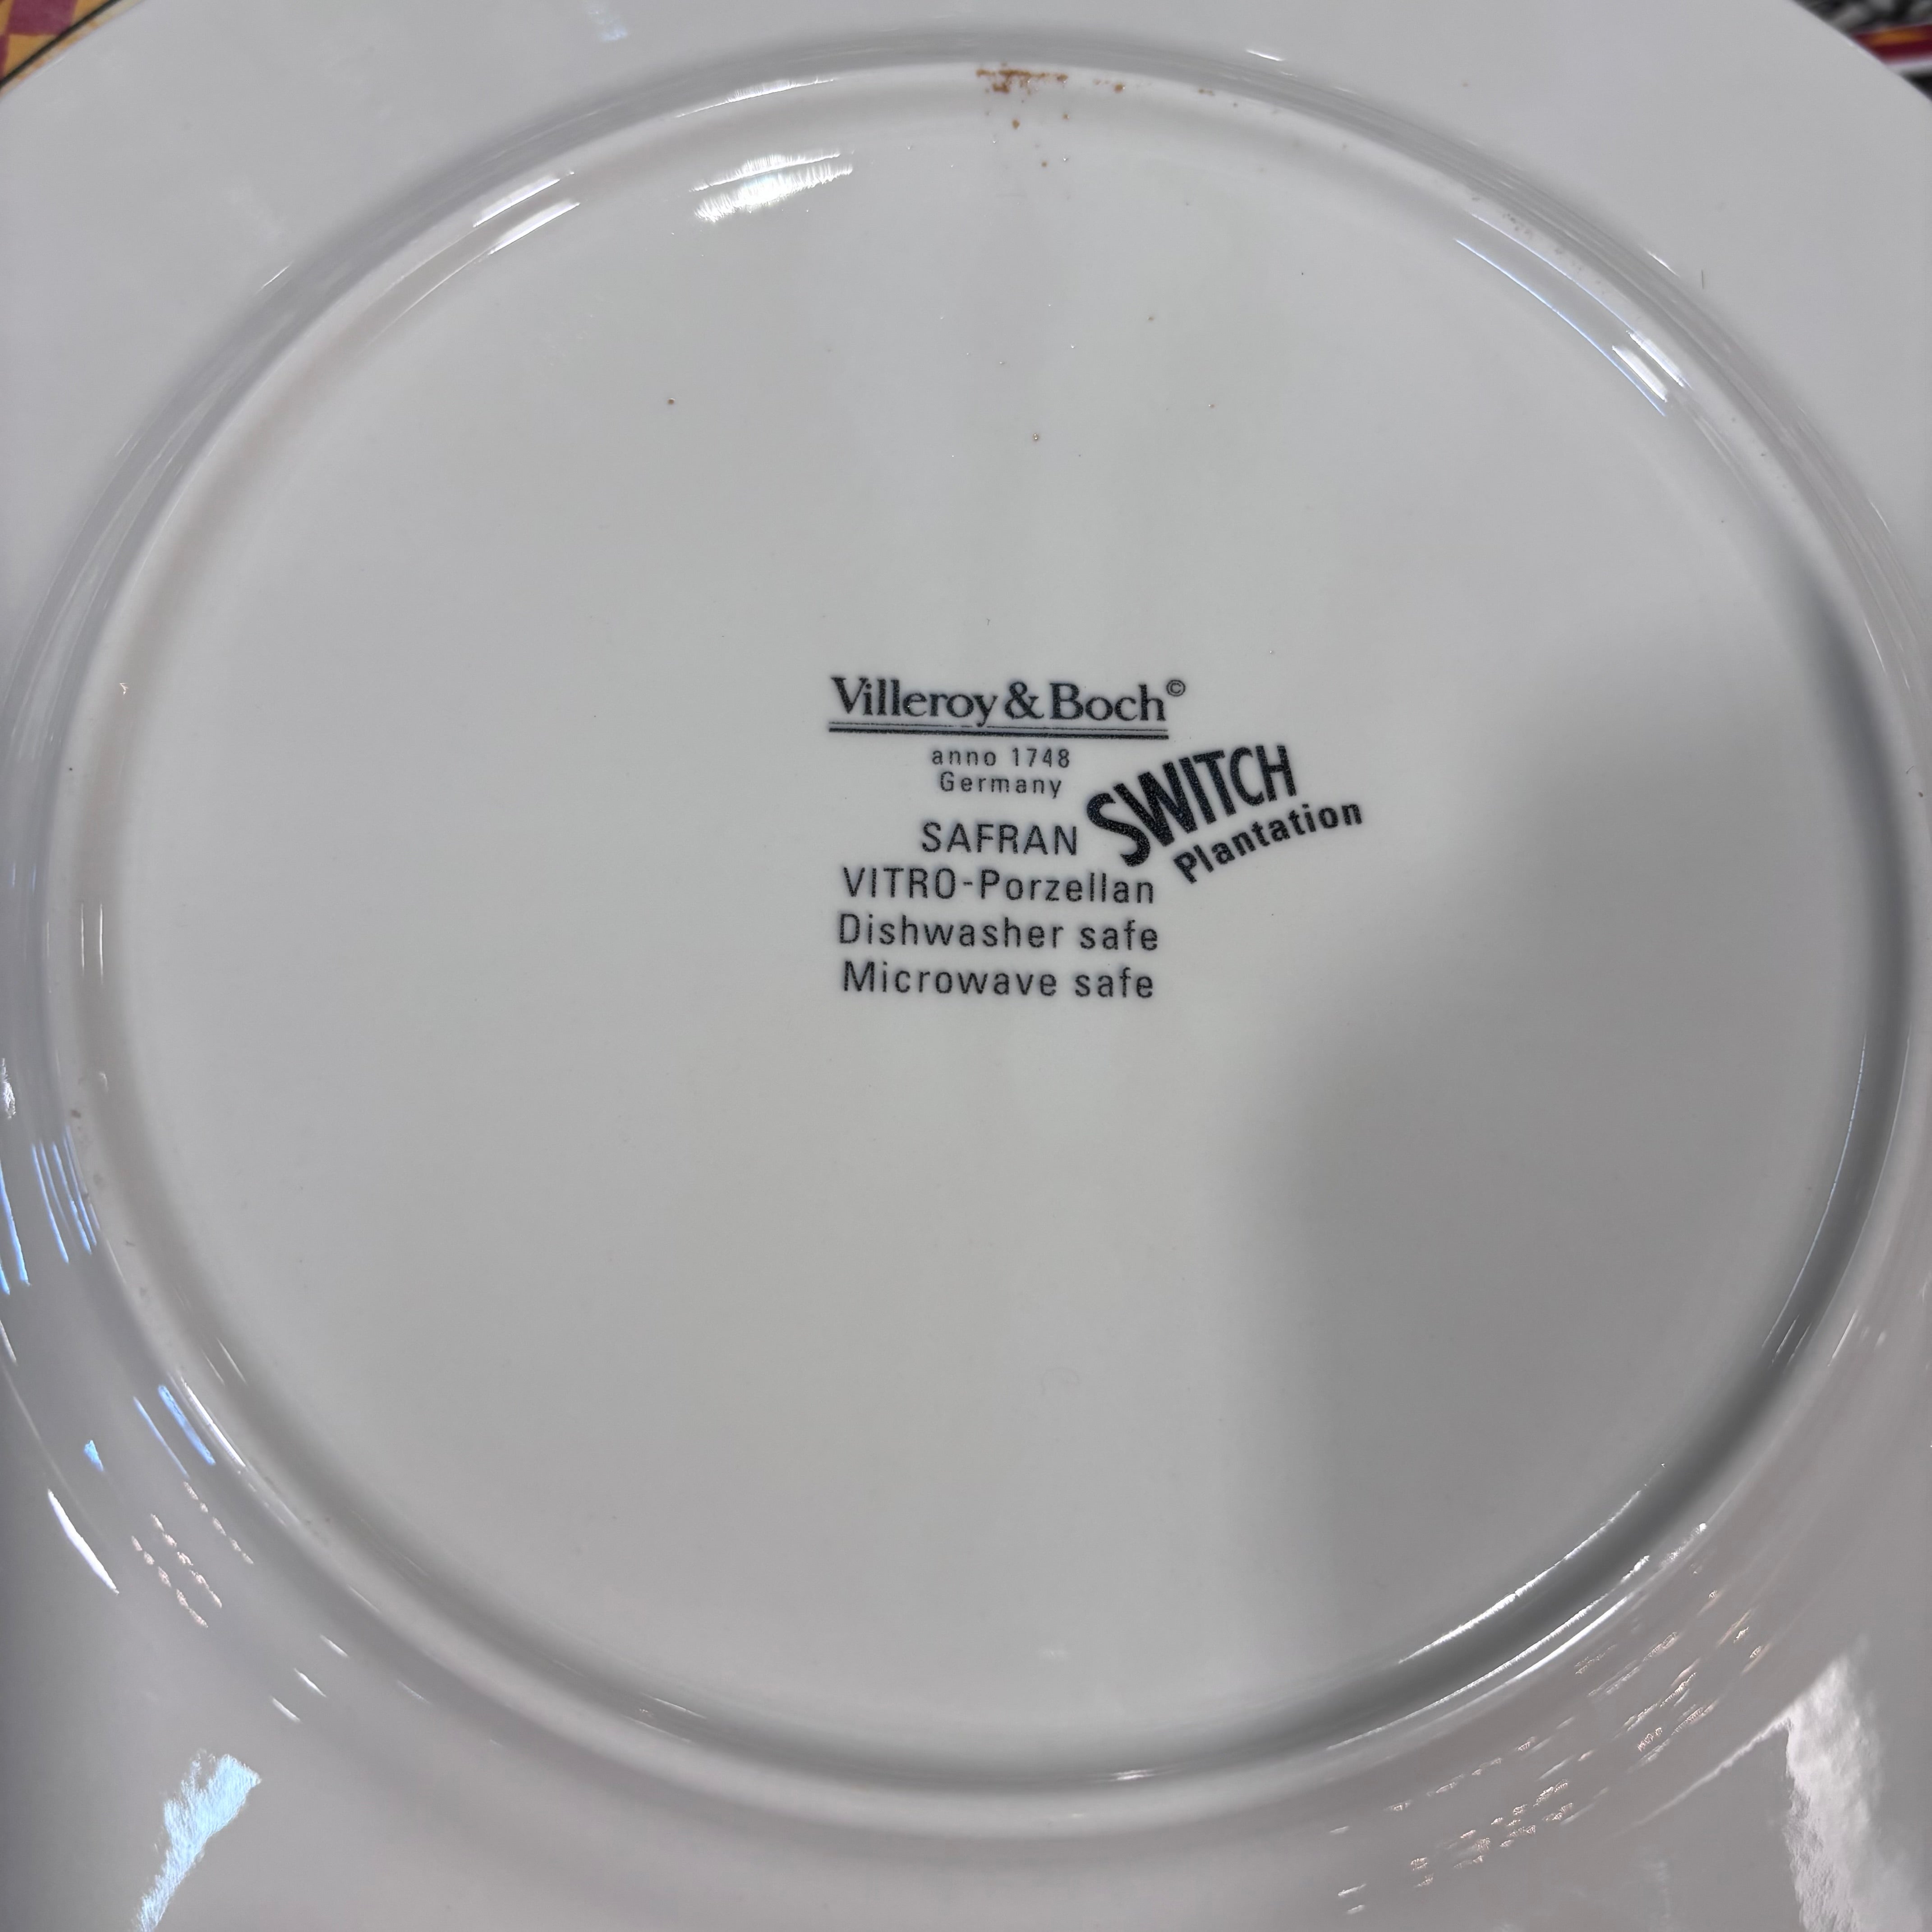 Villeroy & Boch©
anno 1748
Germany
SWITCH
Plantation
SAFRAN
VITRO-Porzellan
Dishwasher safe
Microwave safe